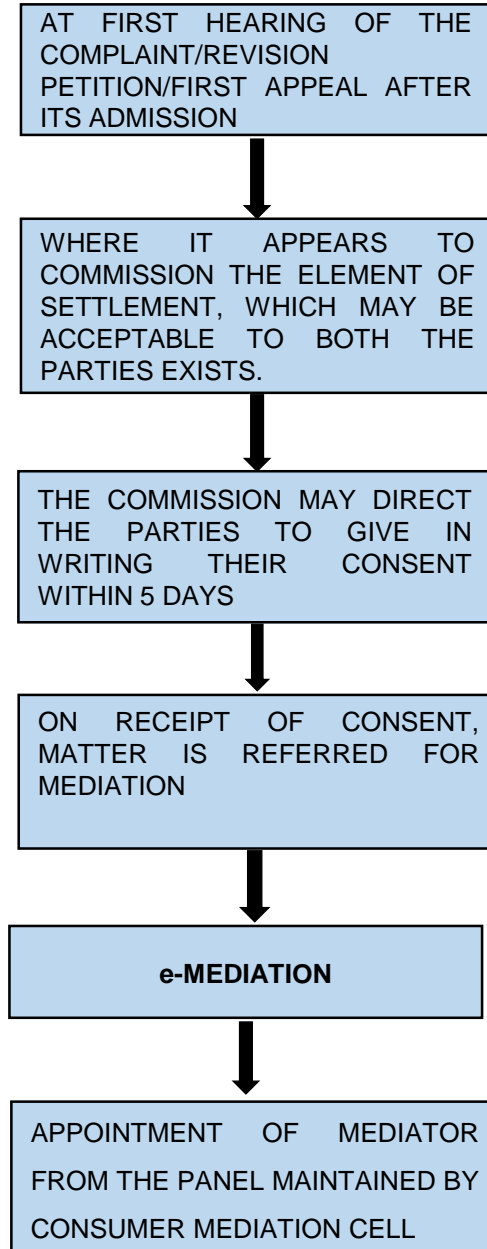 AT FIRST HEARING OF THE
COMPLAINT/REVISION
PETITION/FIRST APPEAL AFTER
ITS ADMISSION
WHERE IT APPEARS TO
COMMISSION THE ELEMENT OF
SETTLEMENT, WHICH MAY BE
ACCEPTABLE TO BOTH THE
PARTIES EXISTS.
THE COMMISSION MAY DIRECT
THE PARTIES TO GIVE IN
WRITING THEIR CONSENT
WITHIN 5 DAYS
ON RECEIPT OF CONSENT,
MATTER IS REFERRED FOR
MEDIATION
e-MEDIATION
APPOINTMENT OF MEDIATOR
FROM THE PANEL MAINTAINED BY
CONSUMER MEDIATION CELL